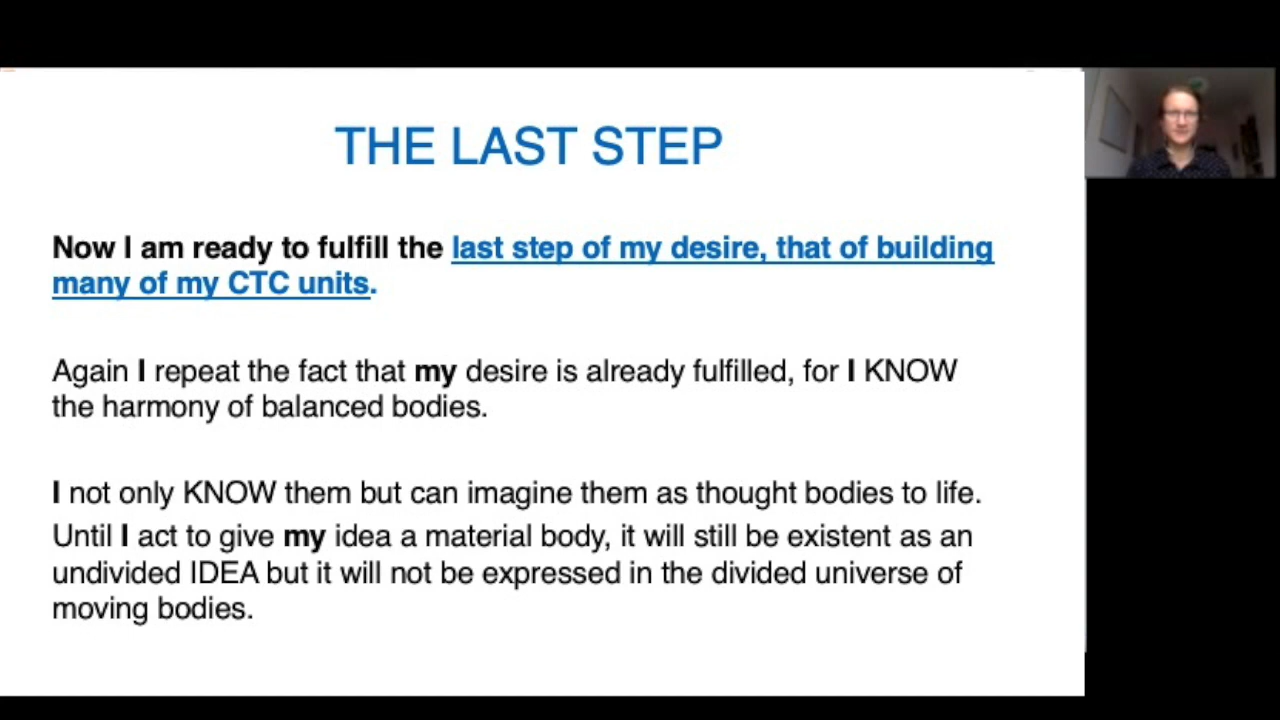 THE LAST STEP
Now I am ready to fulfill the last step of my desire, that of building
many of my CTC units.
Again I repeat the fact that my desire is already fulfilled, for I KNOW
the harmony of balanced bodies.
I not only KNOW them but can imagine them as thought bodies to life.
Until I act to give my idea a material body, it will still be existent as an
undivided IDEA but it will not be expressed in the divided universe of
moving bodies.